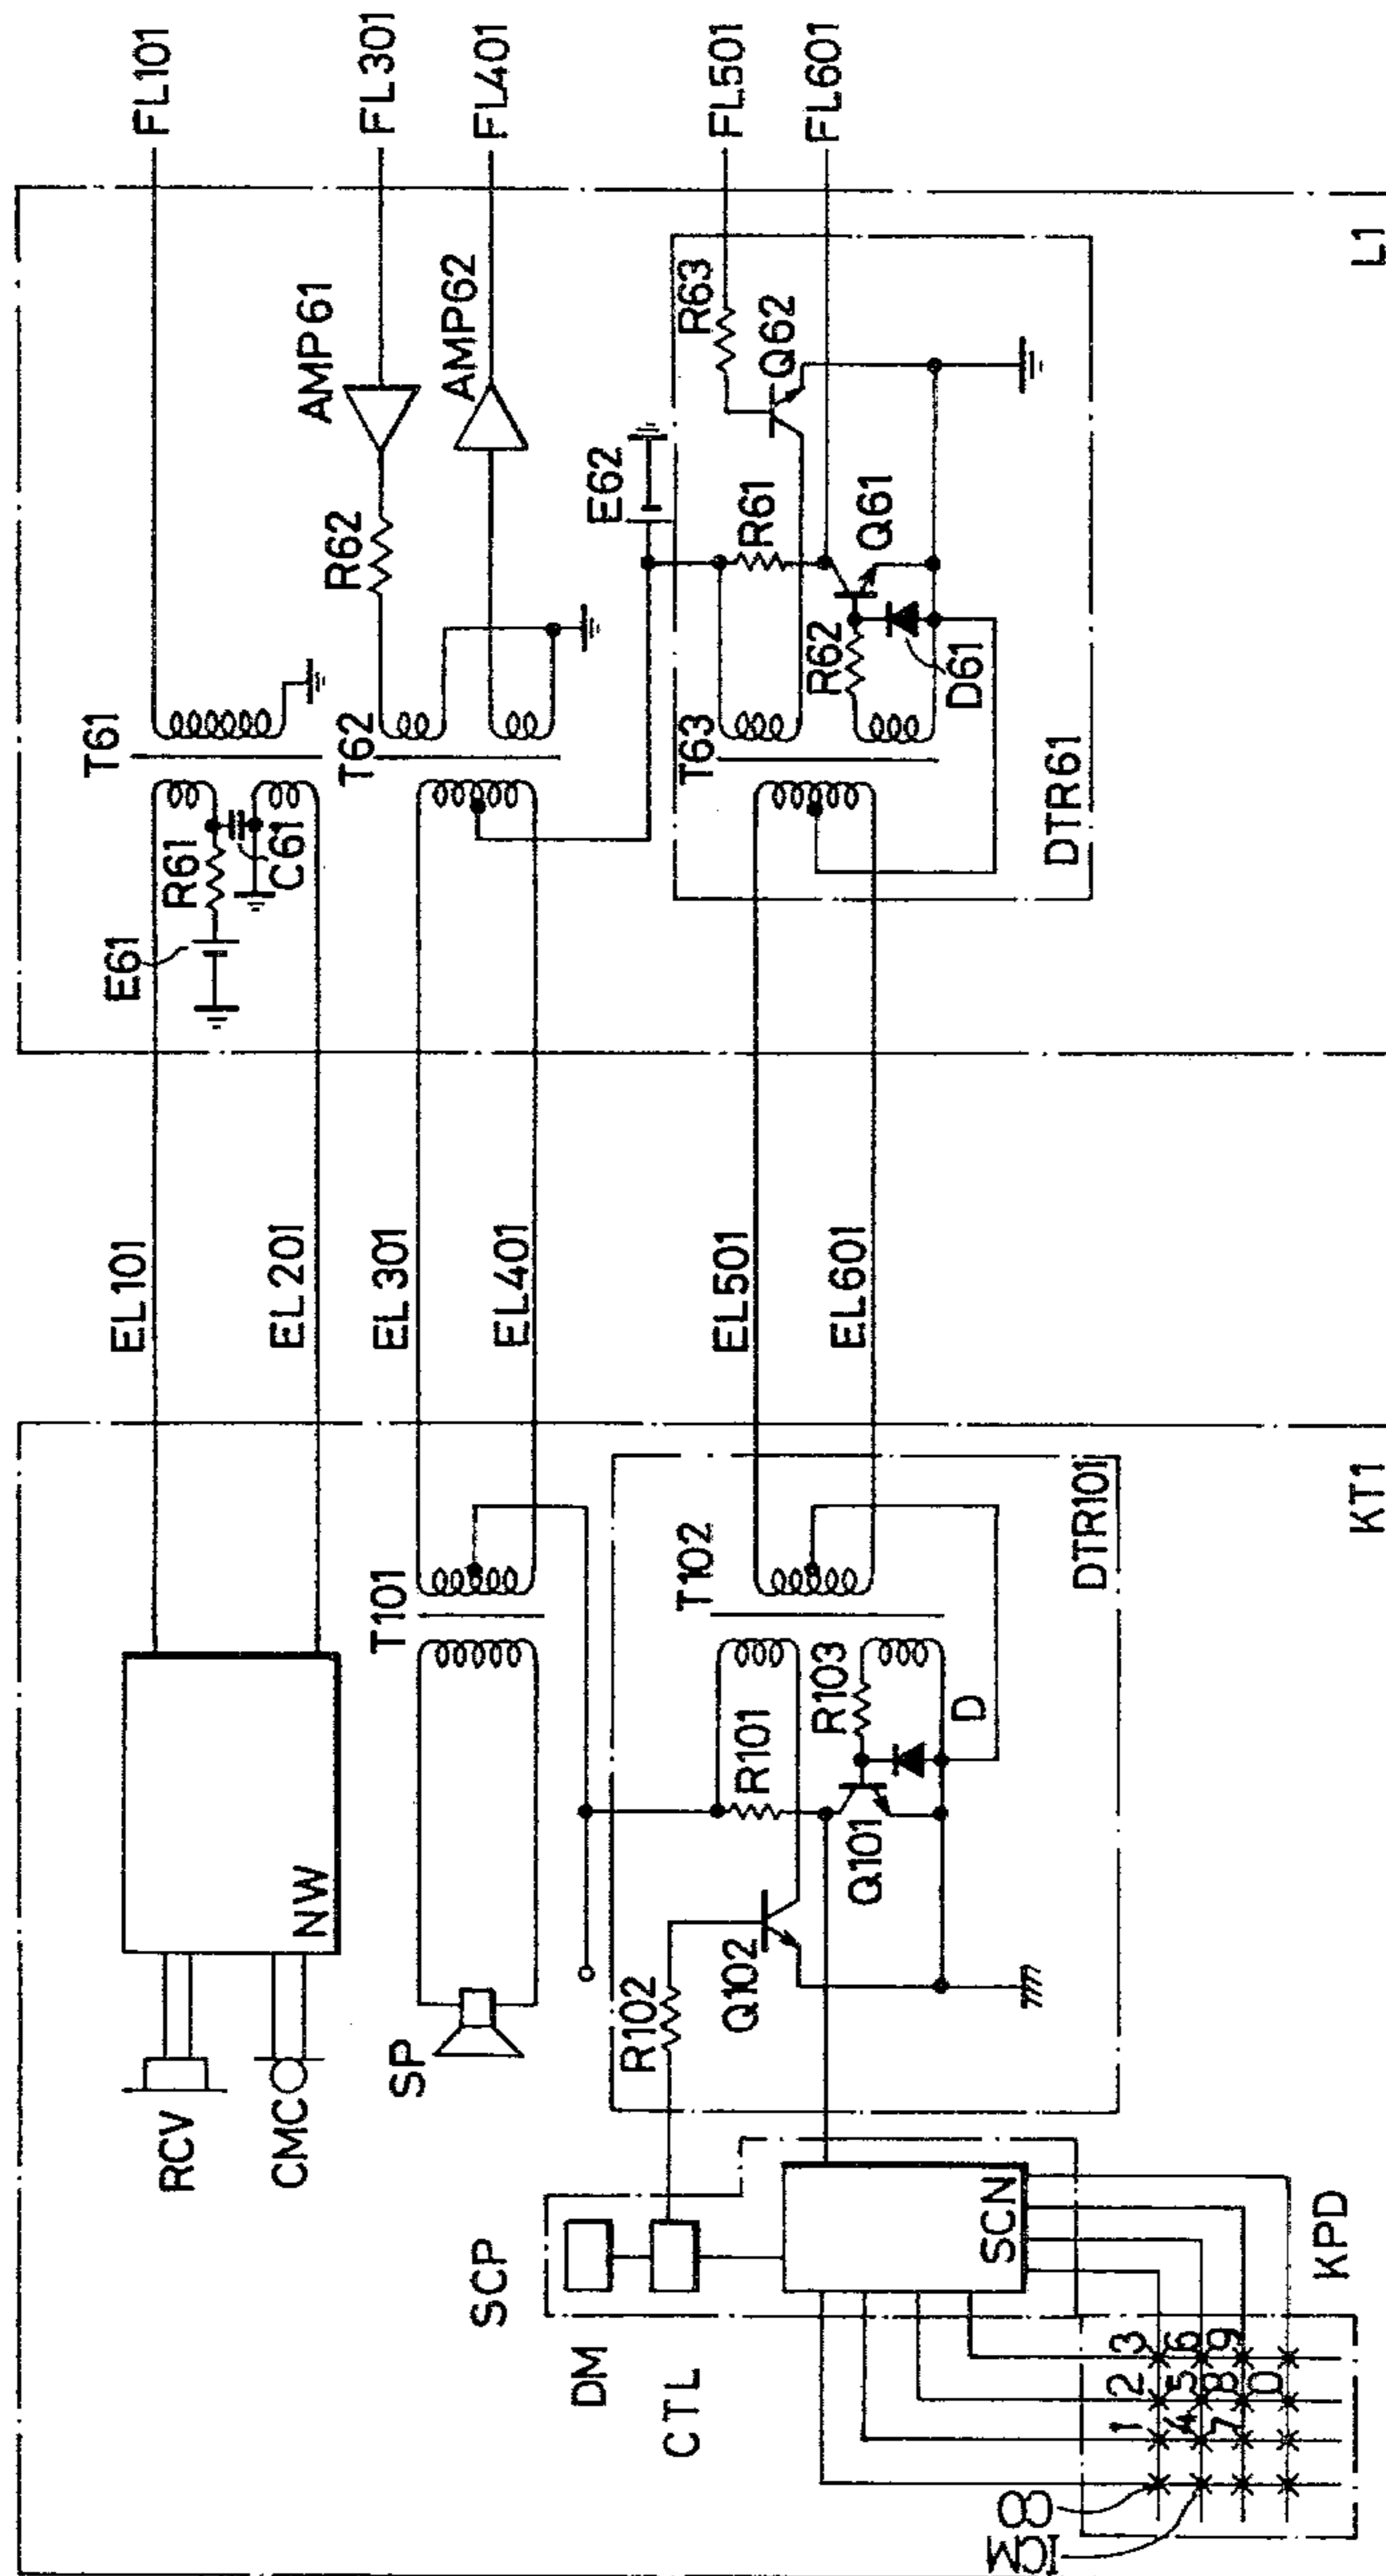 FL101
FL301
FL401
FL501
FL601
L1
AMP61
AMP62
R63
Q62
E62
R61
Q61
R62
R62
D61
DTR61
T61
T62
T63
R61
C61
E61
EL101
EL201
EL301
EL401
EL501
EL601
KT1
DTR101
T101
T102
R103
D
R101
Q101
Q102
R102
NW
RCV
CMC
SP
SCP
DM
CTL
SCN
KPD
1 2 3
4 5 6
7 8 9
0
ICM